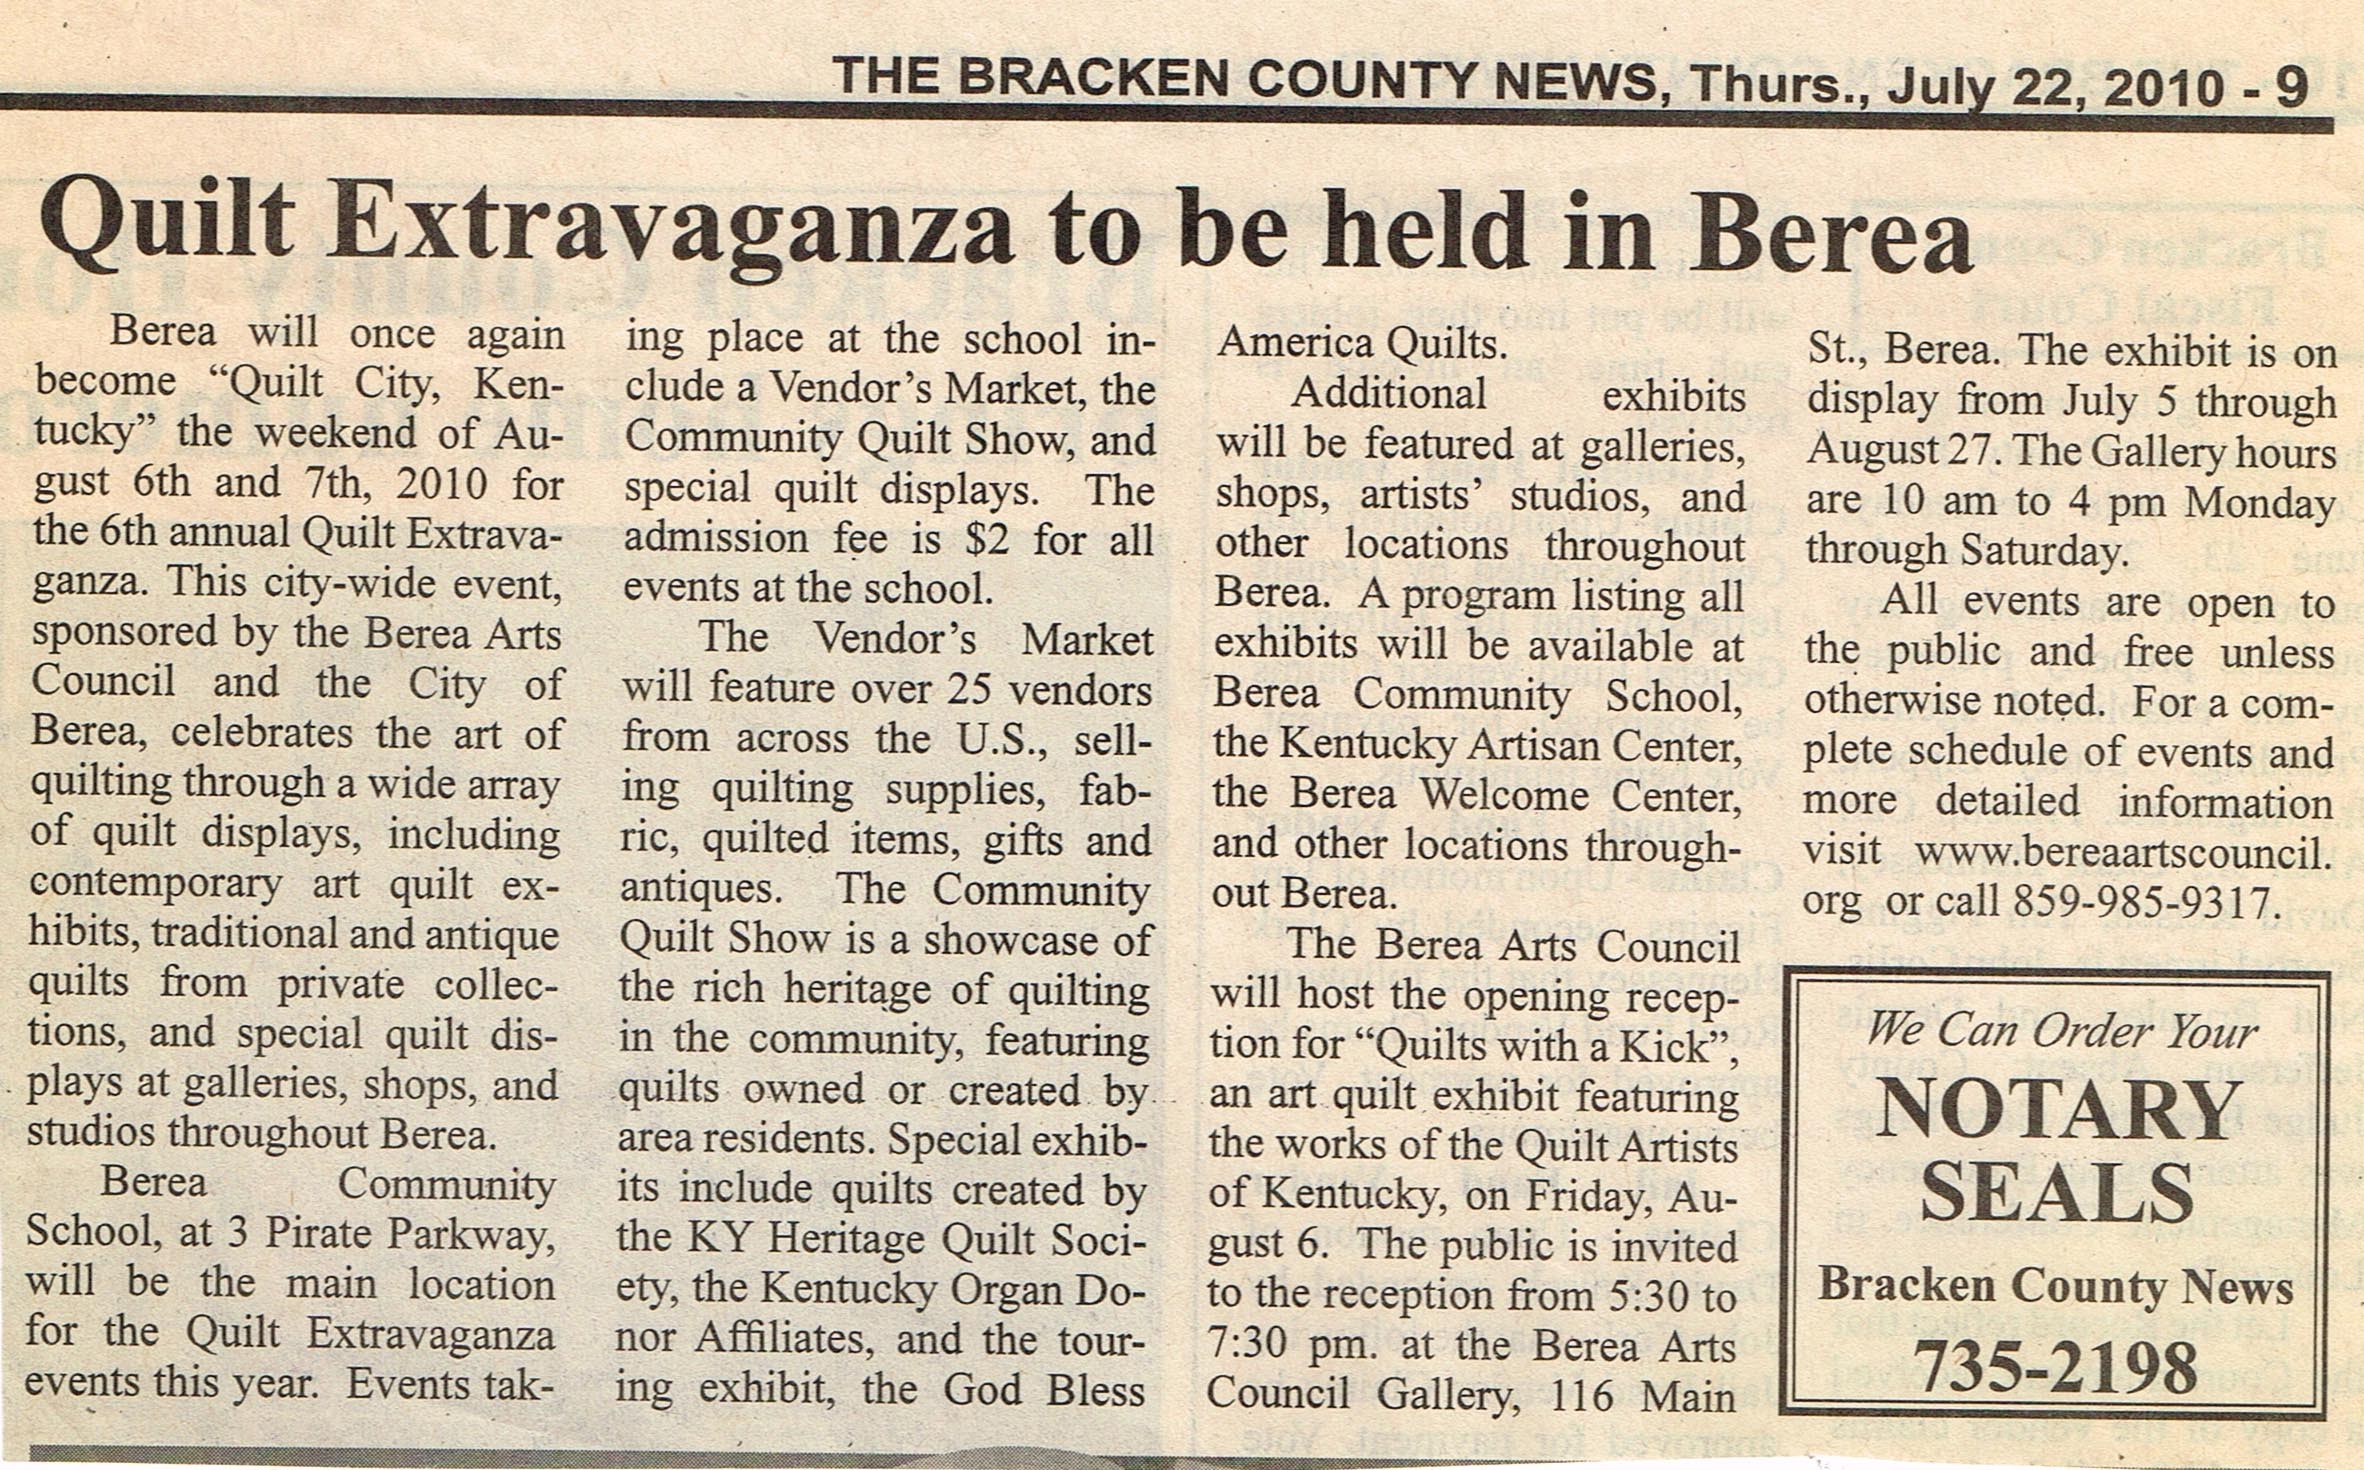 THE BRACKEN COUNTY NEWS, Thurs., July 22, 2010 - 9
Quilt Extravaganza to be held in Berea
Berea will once again
become “Quilt City, Ken-
tucky” the weekend of Au-
gust 6th and 7th, 2010 for
the 6th annual Quilt Extrava-
ganza. This city-wide event,
sponsored by the Berea Arts
Council and the City of
Berea, celebrates the art of
quilting through a wide array
of quilt displays, including
contemporary art quilt ex-
hibits, traditional and antique
quilts from private collec-
tions, and special quilt dis-
plays at galleries, shops, and
studios throughout Berea.
Berea Community
School, at 3 Pirate Parkway,
will be the main location
for the Quilt Extravaganza
events this year. Events tak-
ing place at the school in-
clude a Vendor’s Market, the
Community Quilt Show, and
special quilt displays. The
admission fee is $2 for all
events at the school.
The Vendor’s Market
will feature over 25 vendors
from across the U.S., sell-
ing quilting supplies, fab-
ric, quilted items, gifts and
antiques. The Community
Quilt Show is a showcase of
the rich heritage of quilting
in the community, featuring
quilts owned or created by
area residents. Special exhib-
its include quilts created by
the KY Heritage Quilt Soci-
ety, the Kentucky Organ Do-
nor Affiliates, and the tour-
ing exhibit, the God Bless
America Quilts.
Additional exhibits
will be featured at galleries,
shops, artists’ studios, and
other locations throughout
Berea. A program listing all
exhibits will be available at
Berea Community School,
the Kentucky Artisan Center,
the Berea Welcome Center,
and other locations through-
out Berea.
The Berea Arts Council
will host the opening recep-
tion for “Quilts with a Kick”,
an art quilt exhibit featuring
the works of the Quilt Artists
of Kentucky, on Friday, Au-
gust 6. The public is invited
to the reception from 5:30 to
7:30 pm. at the Berea Arts
Council Gallery, 116 Main
St., Berea. The exhibit is on
display from July 5 through
August 27. The Gallery hours
are 10 am to 4 pm Monday
through Saturday.
All events are open to
the public and free unless
otherwise noted. For a com-
plete schedule of events and
more detailed information
visit www.bereaartscouncil.
org or call 859-985-9317.
We Can Order Your
NOTARY
SEALS
Bracken County News
735-2198